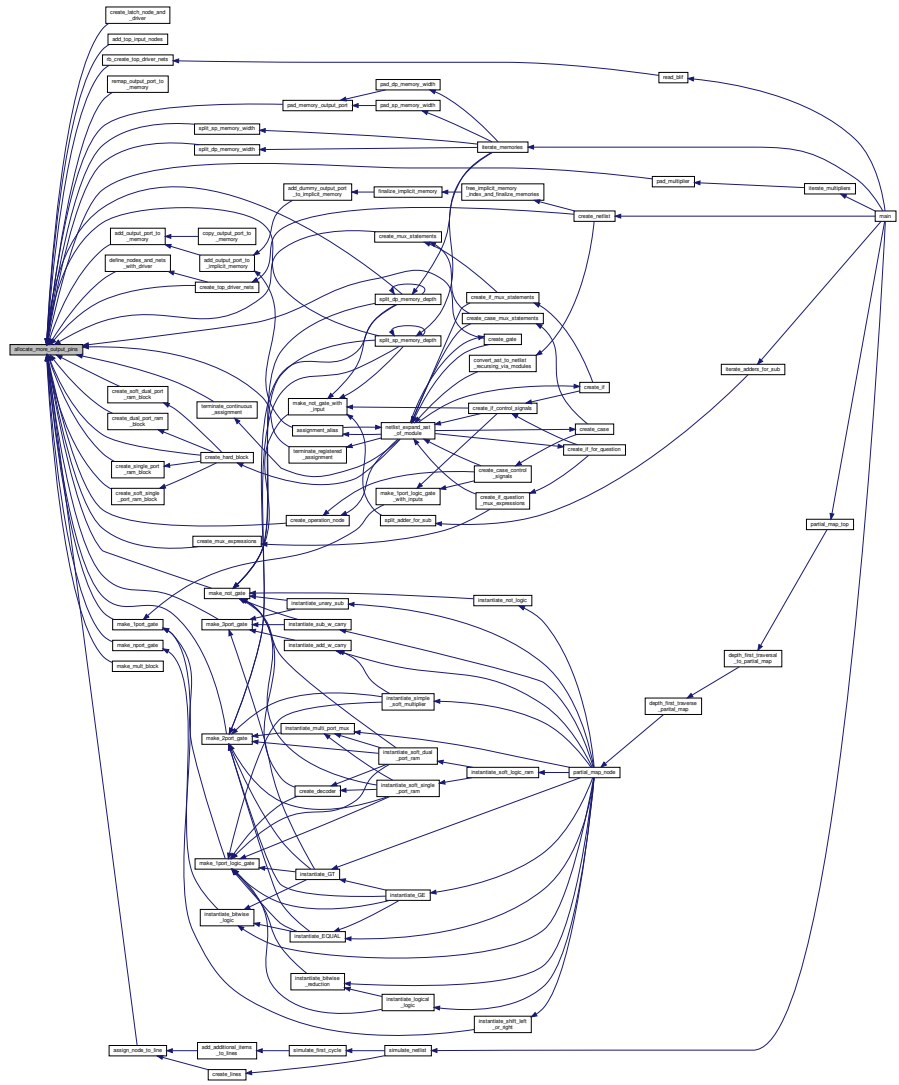 create_latch_node_and
_driver
add_top_input_nodes
rb_create_top_driver_nets
read_blif
remap_output_port_to
_memory
pad_dp_memory_width
pad_memory_output_port
pad_sp_memory_width
split_sp_memory_width
split_dp_memory_width
iterate_memories
pad_multiplier
iterate_multipliers
add_dummy_output_port
_to_implicit_memory
finalize_implicit_memory
free_implicit_memory
_index_and_finalize_memories
create_netlist
main
add_output_port_to
_memory
copy_output_port_to
_memory
create_mux_statements
define_nodes_and_nets
_with_driver
add_output_port_to
_implicit_memory
create_top_driver_nets
split_dp_memory_depth
create_if_mux_statements
create_case_mux_statements
split_sp_memory_depth
create_gate
allocate_more_output_pins
convert_ast_to_netlist
_recursing_via_modules
iterate_adders_for_sub
create_soft_dual_port
_ram_block
create_if
terminate_continuous
_assignment
make_not_gate_with
_input
create_if_control_signals
create_dual_port_ram
_block
assignment_alias
netlist_expand_ast
_of_module
create_case
terminate_registered
_assignment
create_if_for_question
create_hard_block
create_single_port
_ram_block
create_case_control
_signals
create_soft_single
_port_ram_block
make_1port_logic_gate
_with_inputs
create_if_question
_mux_expressions
create_operation_node
split_adder_for_sub
partial_map_top
create_mux_expressions
make_not_gate
instantiate_unary_sub
instantiate_not_logic
make_1port_gate
make_3port_gate
instantiate_sub_w_carry
make_nport_gate
instantiate_add_w_carry
make_mult_block
depth_first_traversal
_to_partial_map
instantiate_simple
_soft_multiplier
depth_first_traverse
_partial_map
instantiate_multi_port_mux
make_2port_gate
instantiate_soft_dual
_port_ram
instantiate_soft_logic_ram
partial_map_node
create_decoder
instantiate_soft_single
_port_ram
make_1port_logic_gate
instantiate_GT
instantiate_GE
instantiate_bitwise
_logic
instantiate_EQUAL
instantiate_bitwise
_reduction
instantiate_logical
_logic
instantiate_shift_left
_or_right
assign_node_to_line
add_additional_items
_to_lines
simulate_first_cycle
simulate_netlist
create_lines